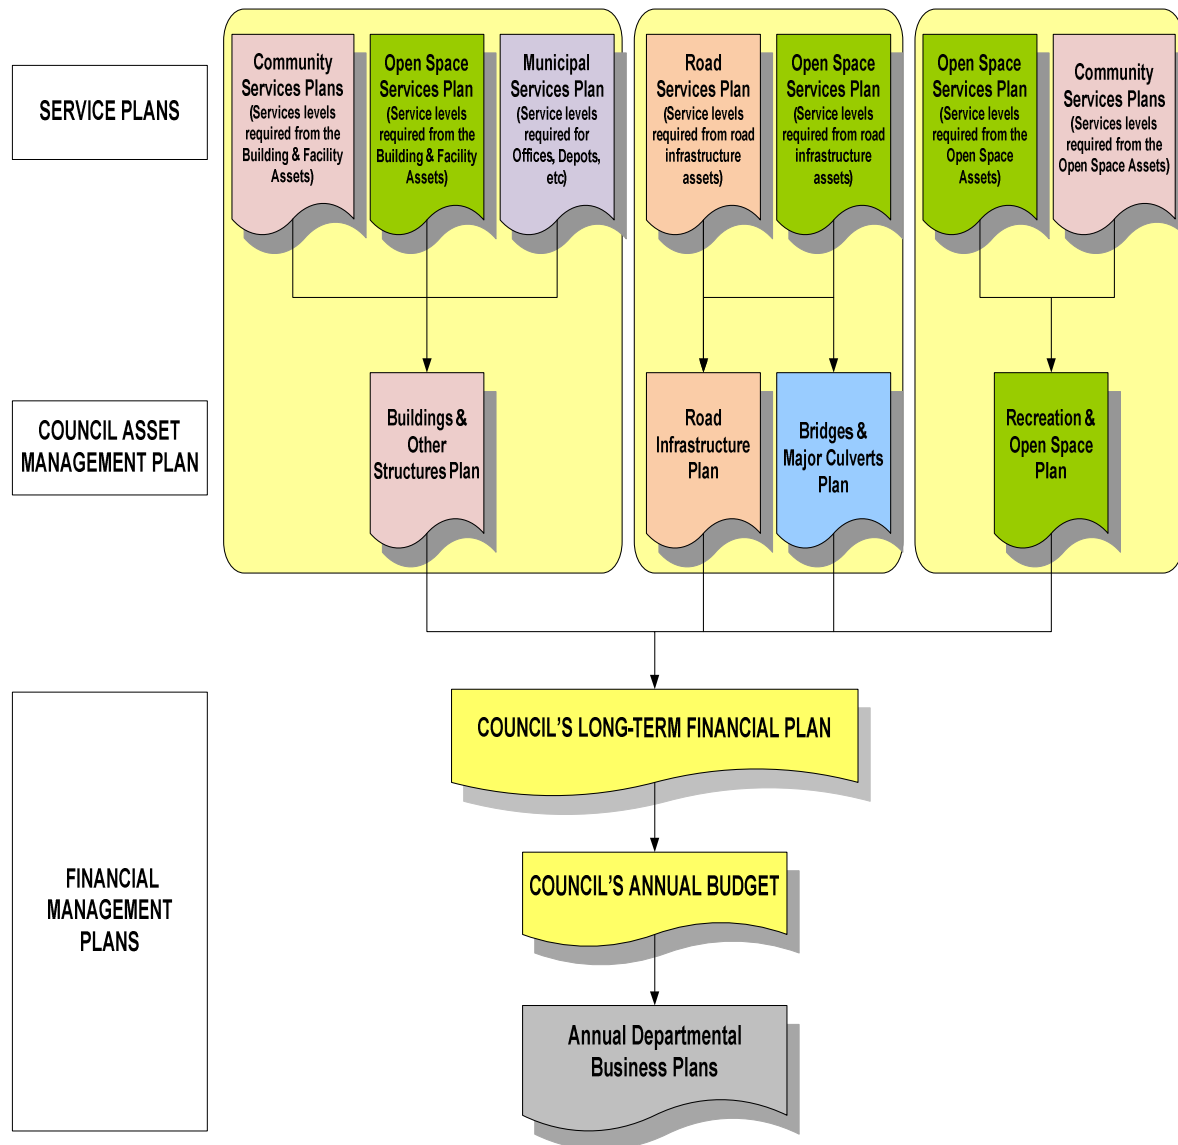 SERVICE PLANS
Community
Services Plans
(Services levels
required from the
Building & Facility
Assets)
Open Space
Services Plan
(Service levels
required from the
Building & Facility
Assets)
Municipal
Services Plan
(Service levels
required for
Offices, Depots,
etc)
Road
Services Plan
(Service levels
required from road
infrastructure
assets)
Open Space
Services Plan
(Service levels
required from road
infrastructure
assets)
Open Space
Services Plan
(Service levels
required from the
Open Space
Assets)
Community
Services Plans
(Services levels
required from the
Open Space Assets)
COUNCIL ASSET
MANAGEMENT PLAN
Buildings &
Other
Structures Plan
Road
Infrastructure
Plan
Bridges &
Major Culverts
Plan
Recreation &
Open Space
Plan
FINANCIAL
MANAGEMENT
PLANS
COUNCIL'S LONG-TERM FINANCIAL PLAN
COUNCIL'S ANNUAL BUDGET
Annual Departmental
Business Plans